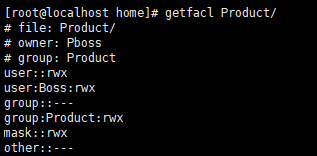 [root@localhost home]# getfacl Product/
# file: Product/
# owner: Pboss
# group: Product
user::rwx
user:Boss:rwx
group::---
group:Product:rwx
mask::rwx
other::---